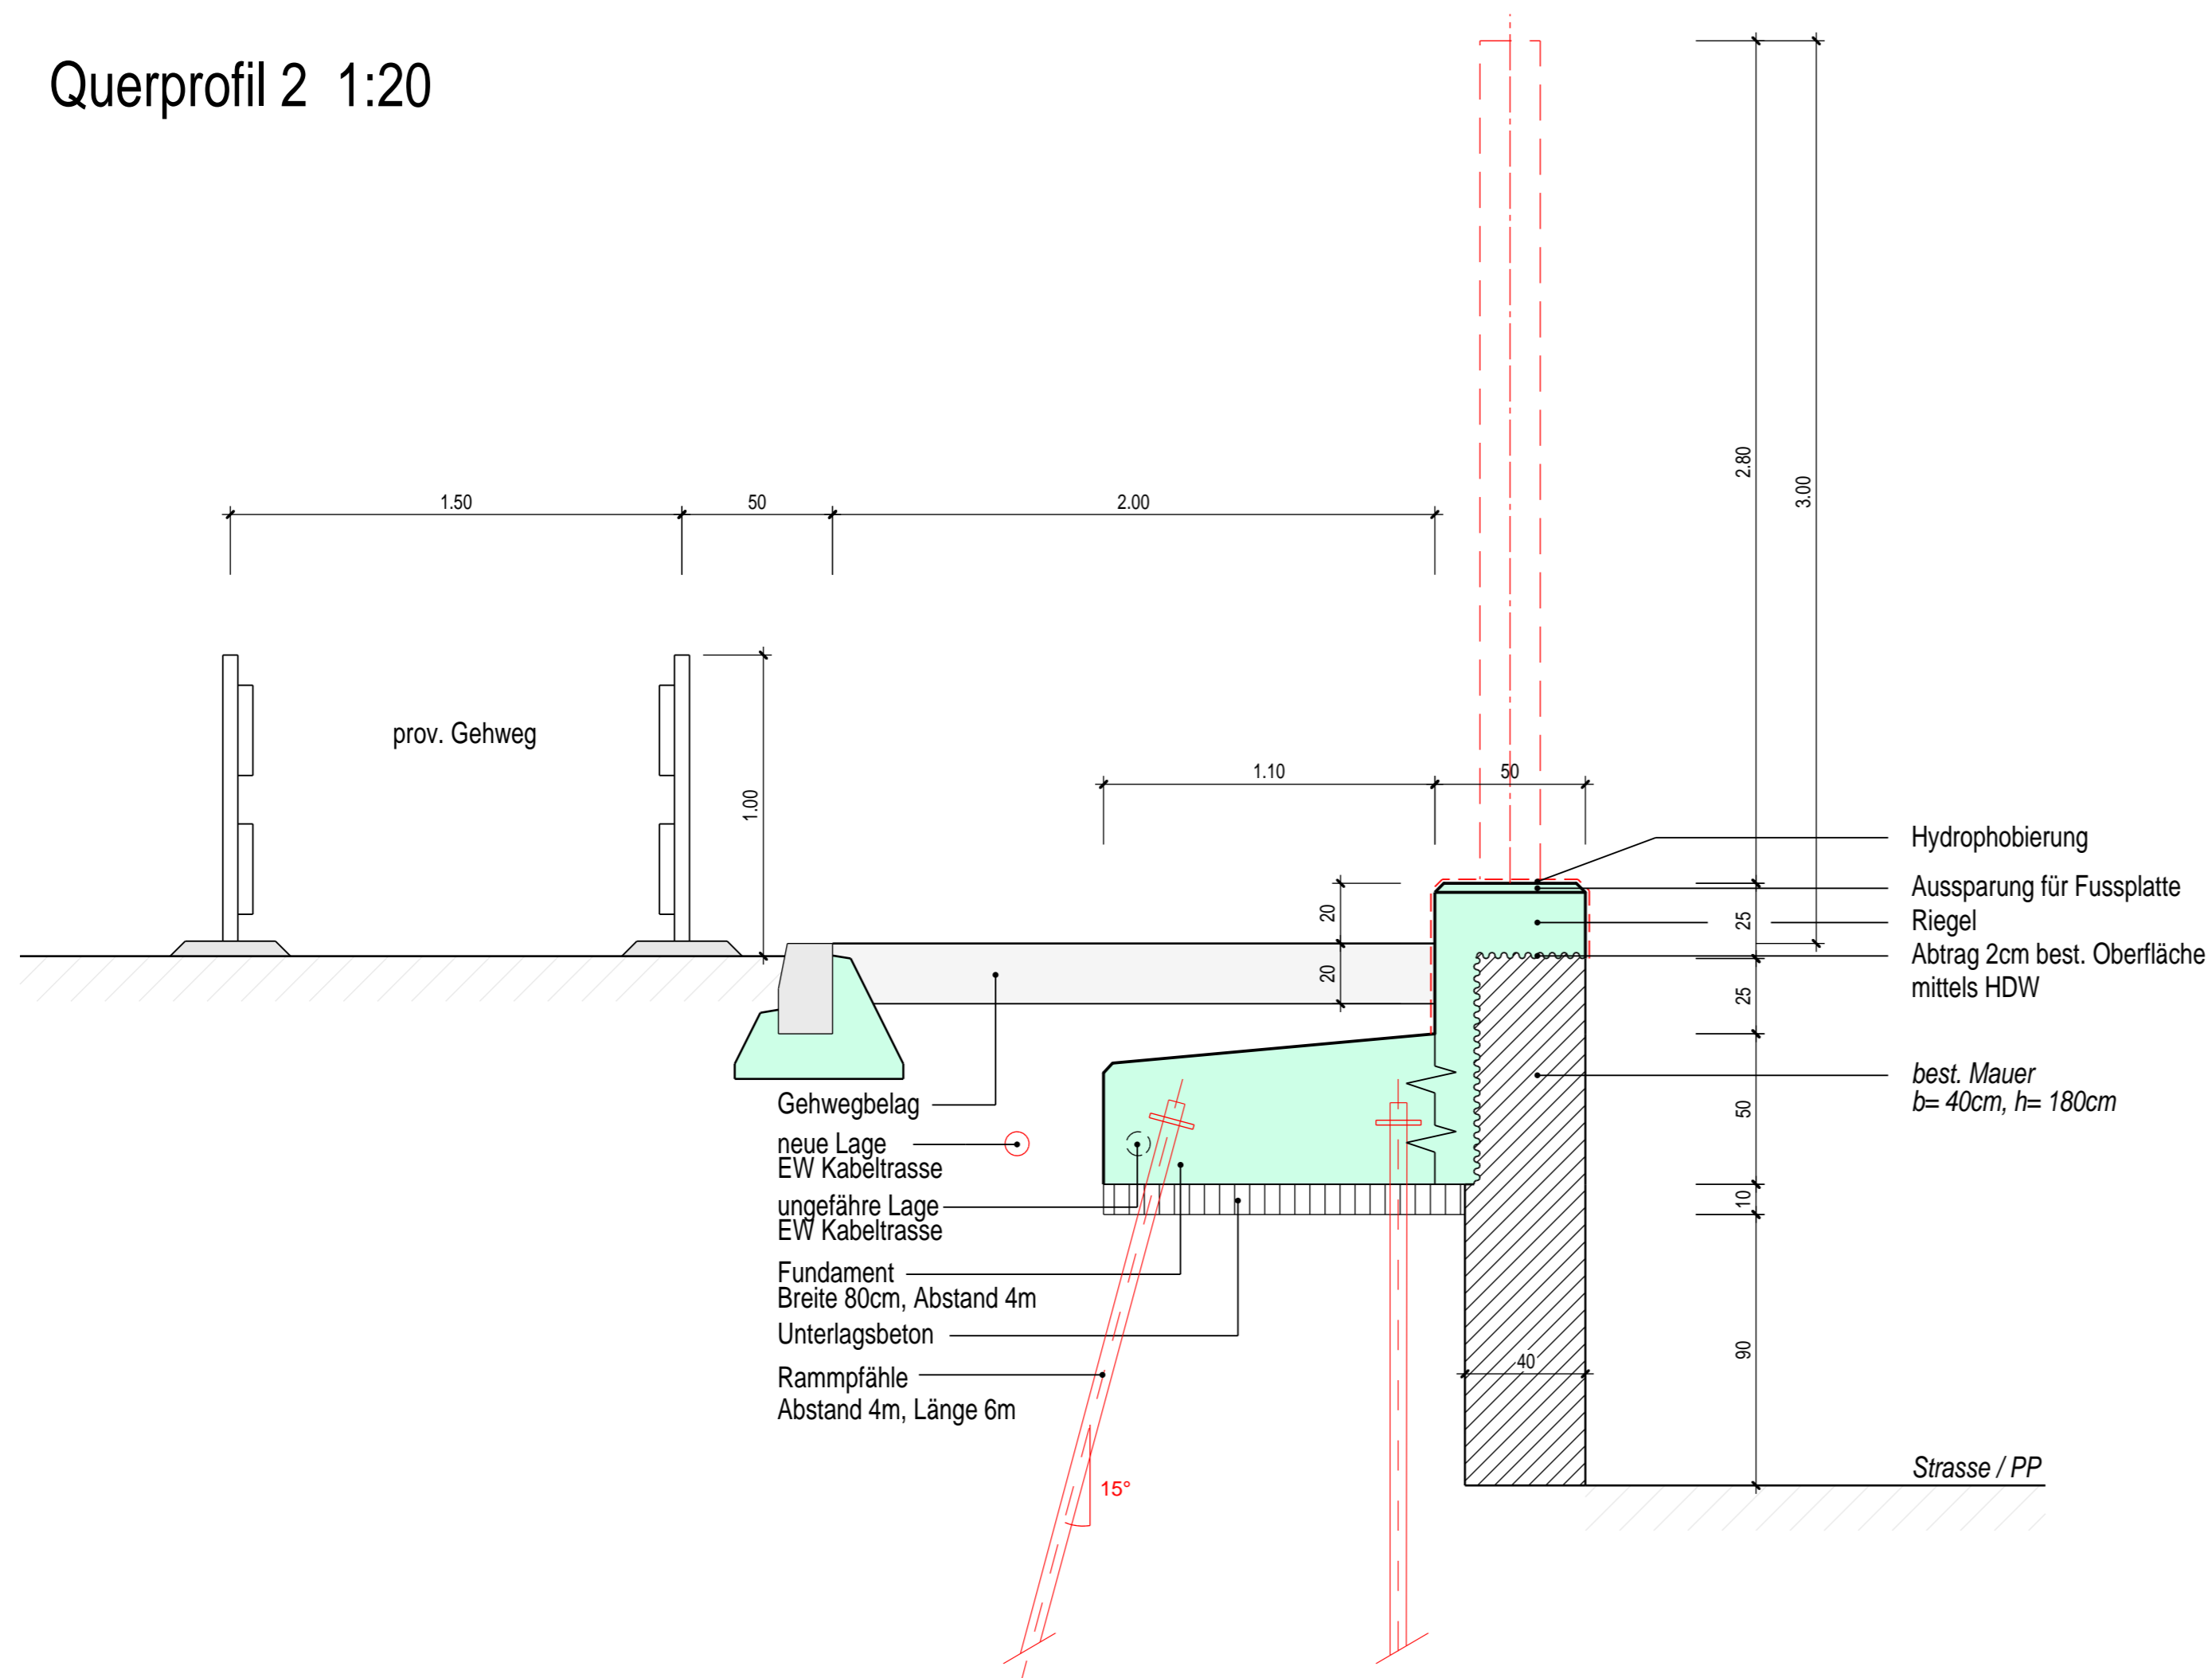 Querprofil 2  1:20
2.80
3.00
1.50
50
2.00
prov. Gehweg
1.00
1.10
50
Hydrophobierung
Aussparung für Fussplatte
20
25
Riegel
Abtrag 2cm best. Oberfläche
mittels HDW
20
25
best. Mauer
b= 40cm, h= 180cm
50
Gehwegbelag
neue Lage
EW Kabeltrasse
ungefähre Lage
EW Kabeltrasse
10
Fundament
Breite 80cm, Abstand 4m
Unterlagsbeton
90
40
Rammpfähle
Abstand 4m, Länge 6m
15°
Strasse / PP